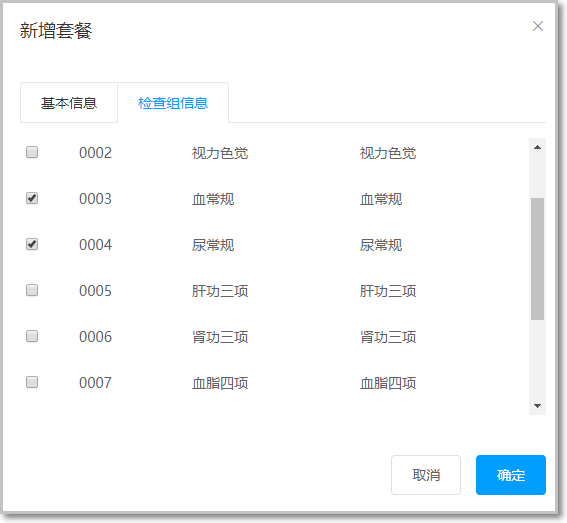 新增套餐
基本信息 检查组信息
0002 视力色觉 视力色觉
0003 血常规 血常规
0004 尿常规 尿常规
0005 肝功三项 肝功三项
0006 肾功三项 肾功三项
0007 血脂四项 血脂四项
取消 确定